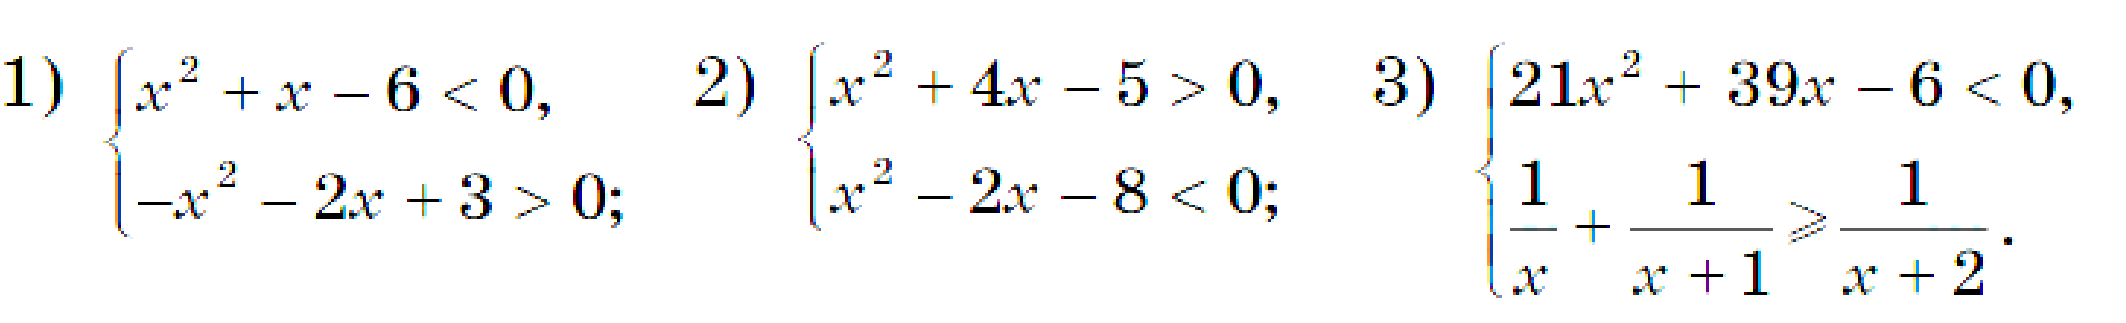 1) { x² + x − 6 < 0,
−x² − 2x + 3 > 0;
2) { x² + 4x − 5 > 0,
x² − 2x − 8 < 0;
3) { 21x² + 39x − 6 < 0,
1/x + 1/(x + 1) ⩾ 1/(x + 2).